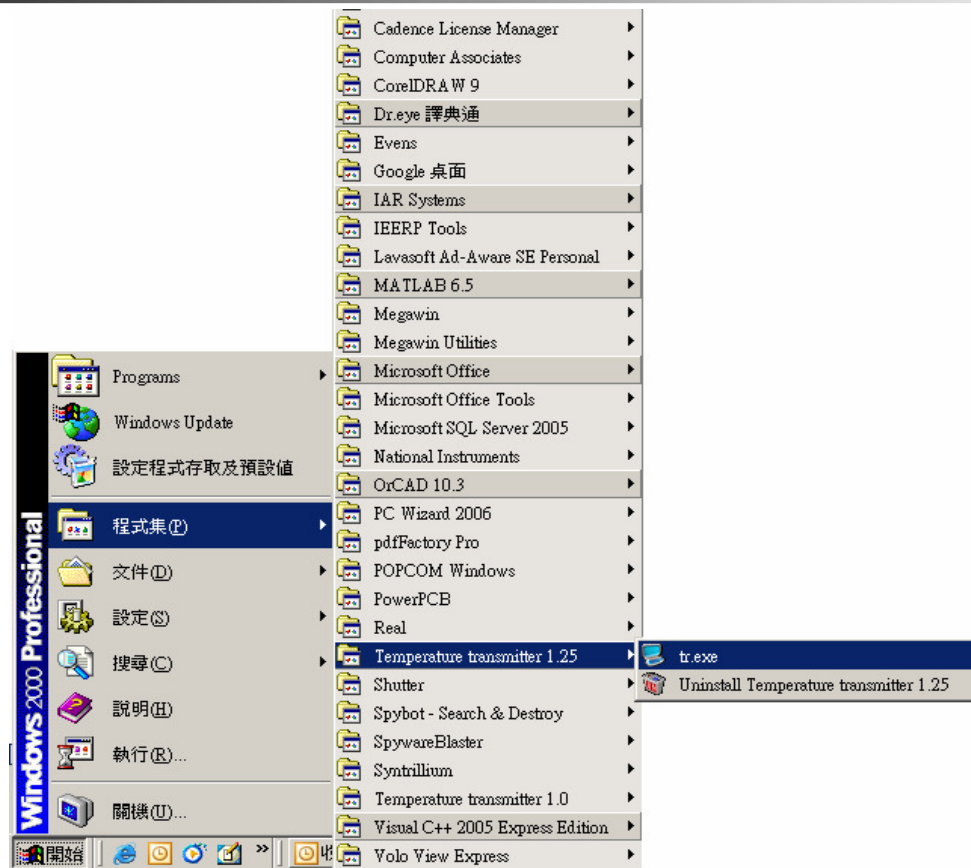 Cadence License Manager
Computer Associates
CorelDRAW 9
Dr.eye 譯典通
Evens
Google 桌面
IAR Systems
IEERP Tools
Lavasoft Ad-Aware SE Personal
MATLAB 6.5
Megawin
Megawin Utilities
Microsoft Office
Microsoft Office Tools
Microsoft SQL Server 2005
National Instruments
OrCAD 10.3
PC Wizard 2006
pdfFactory Pro
POPCOM Windows
PowerPCB
Real
Temperature transmitter 1.25
Shutter
Spybot - Search & Destroy
SpywareBlaster
Syntrillium
Temperature transmitter 1.0
Visual C++ 2005 Express Edition
Volo View Express
tr.exe
Uninstall Temperature transmitter 1.25
Programs
Windows Update
設定程式存取及預設值
程式集(P)
文件(D)
設定(S)
搜尋(C)
說明(H)
執行(R)...
關機(U)...
Windows 2000 Professional
開始
»
收